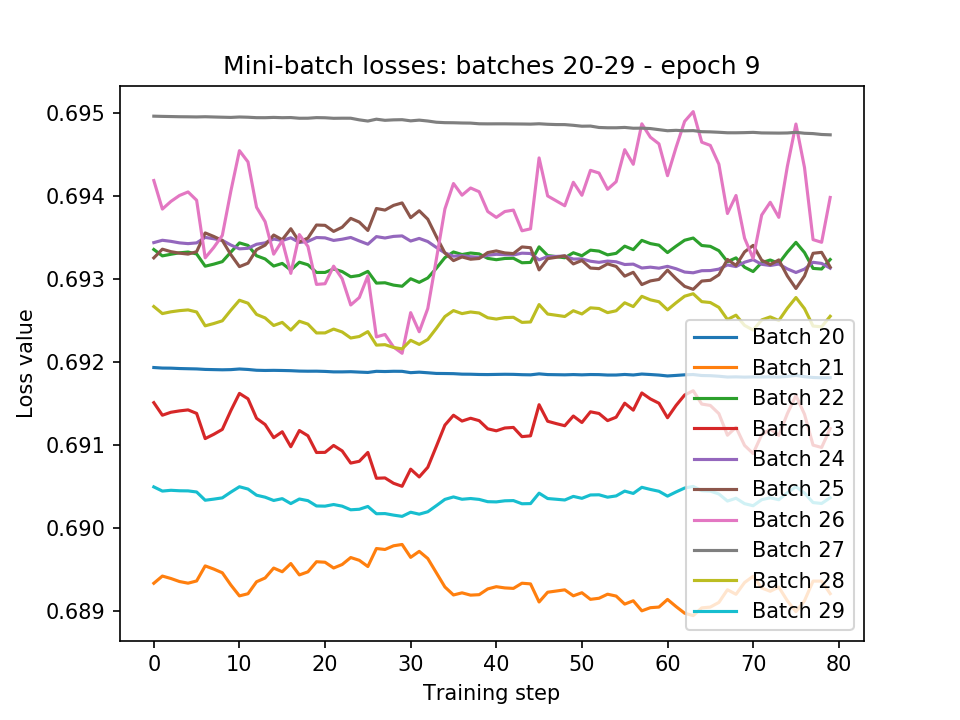 Mini-batch losses: batches 20-29 - epoch 9
0.695
0.694
0.693
0.692
0.691
0.690
0.689
Loss value
0 10 20 30 40 50 60 70 80
Training step
Batch 20
Batch 21
Batch 22
Batch 23
Batch 24
Batch 25
Batch 26
Batch 27
Batch 28
Batch 29